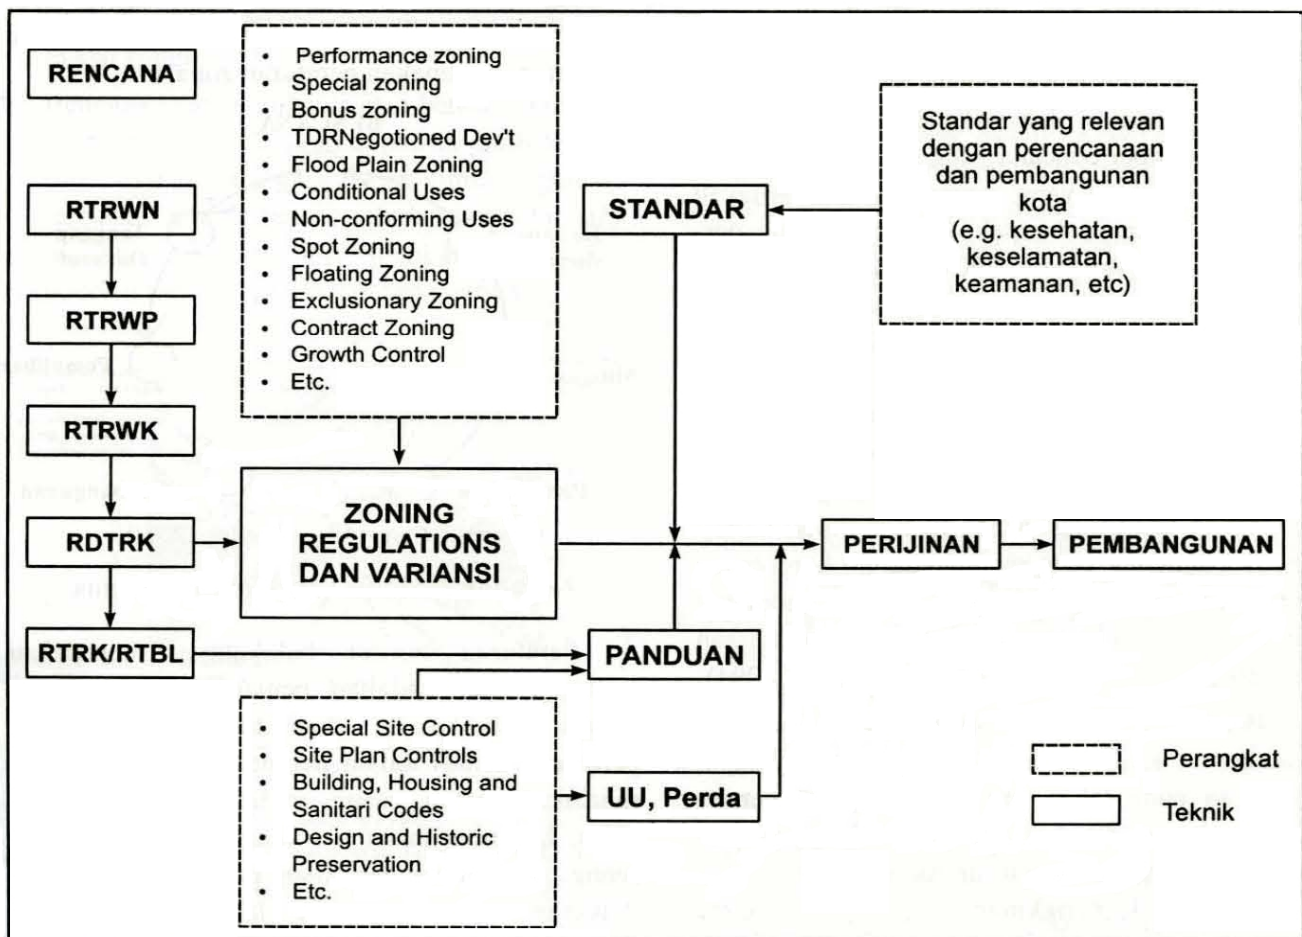 RENCANA
RTRWN
RTRWP
RTRWK
RDTRK
RTRK/RTBL
• Performance zoning
• Special zoning
• Bonus zoning
• TDRNegotioned Dev't
• Flood Plain Zoning
• Conditional Uses
• Non-conforming Uses
• Spot Zoning
• Floating Zoning
• Exclusionary Zoning
• Contract Zoning
• Growth Control
• Etc.
ZONING
REGULATIONS
DAN VARIANSI
• Special Site Control
• Site Plan Controls
• Building, Housing and
Sanitari Codes
• Design and Historic
Preservation
• Etc.
STANDAR
PANDUAN
UU, Perda
Standar yang relevan
dengan perencanaan
dan pembangunan
kota
(e.g. kesehatan,
keselamatan,
keamanan, etc)
PERIJINAN
PEMBANGUNAN
Perangkat
Teknik